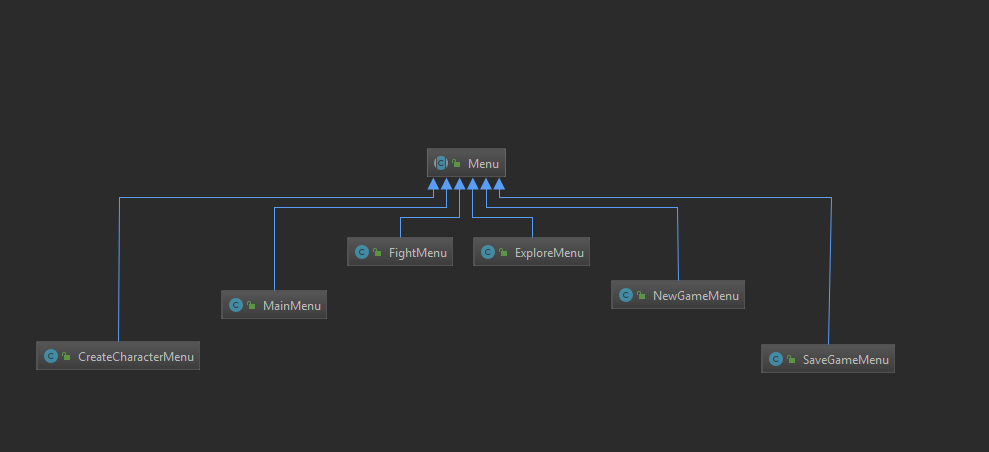 Menu
FightMenu
ExploreMenu
NewGameMenu
MainMenu
CreateCharacterMenu
SaveGameMenu